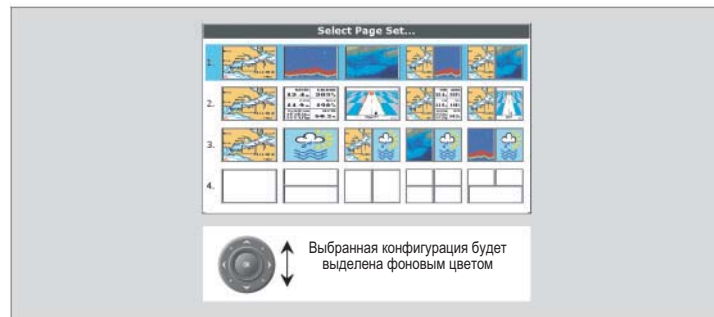 Select Page Set...
1.
2.
3.
4.
Выбранная конфигурация будет
выделена фоновым цветом